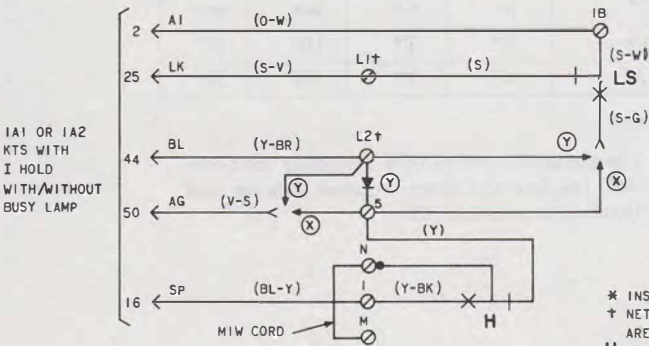 1B
2 A1 (O-W)
(S-W)
25 LK (S-V) L1† (S) LS
(S-G)
1A1 OR 1A2
KTS WITH
I HOLD
WITH/WITHOUT
BUSY LAMP
L2†
44 BL (Y-BR) Y
Y Y X
50 AG (V-S) X 5
(Y)
N
16 SP (BL-Y) I (Y-BK) H
M
MIW CORD
* INS
† NET
ARE